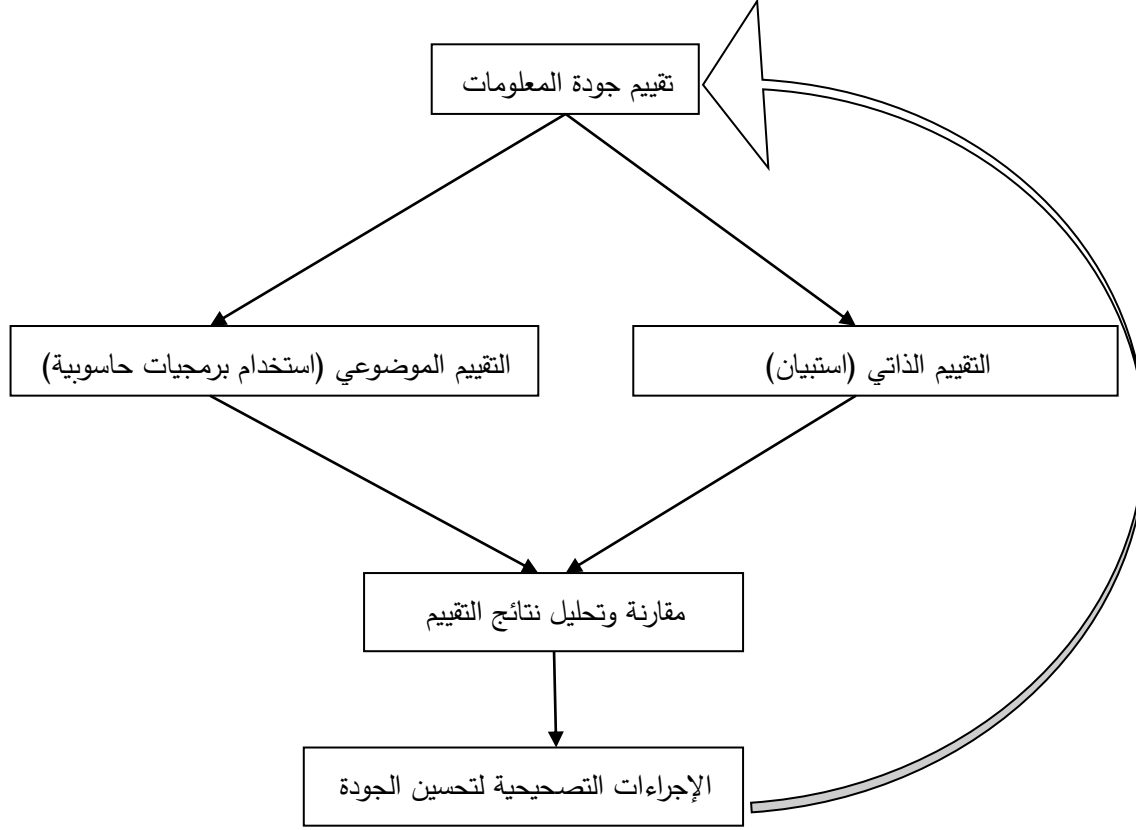 تقييم جودة المعلومات
التقييم الذاتي (استبيان)
التقييم الموضوعي (استخدام برمجيات حاسوبية)
مقارنة وتحليل نتائج التقييم
الإجراءات التصحيحية لتحسين الجودة